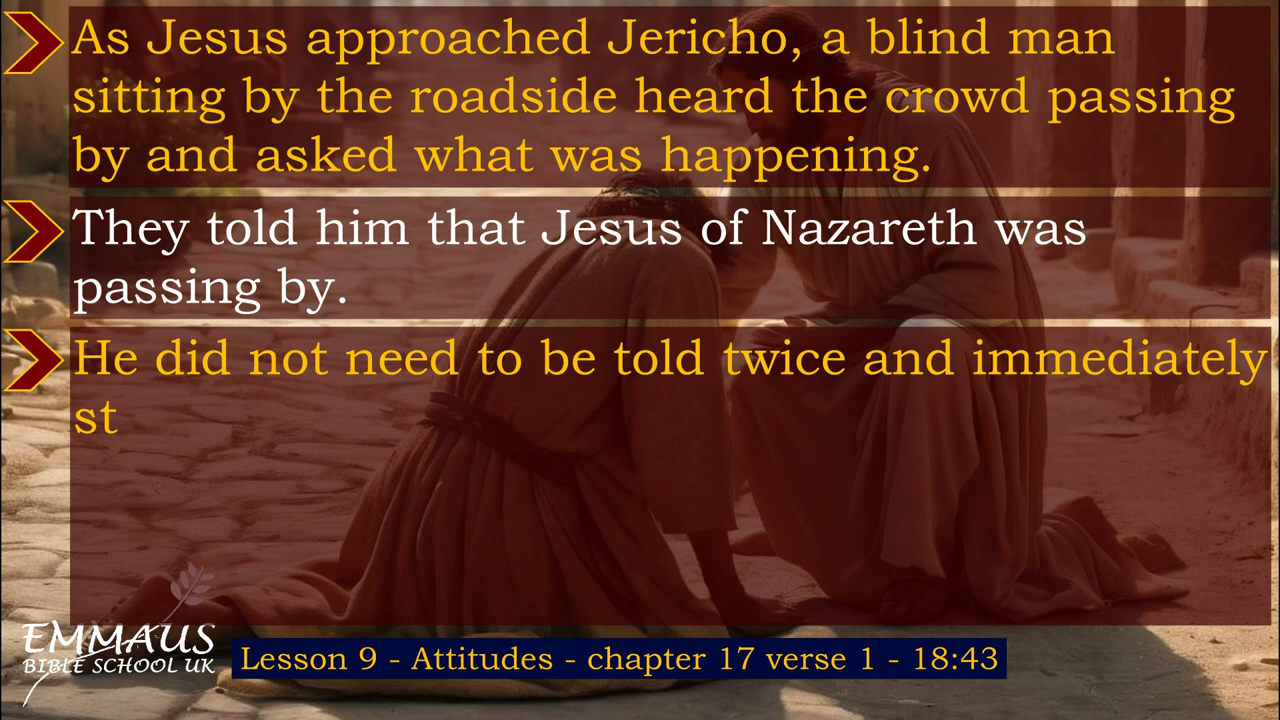 As Jesus approached Jericho, a blind man
sitting by the roadside heard the crowd passing
by and asked what was happening.
They told him that Jesus of Nazareth was
passing by.
He did not need to be told twice and immediately
st
EMMAUS
BIBLE SCHOOL UK
Lesson 9 - Attitudes - chapter 17 verse 1 - 18:43